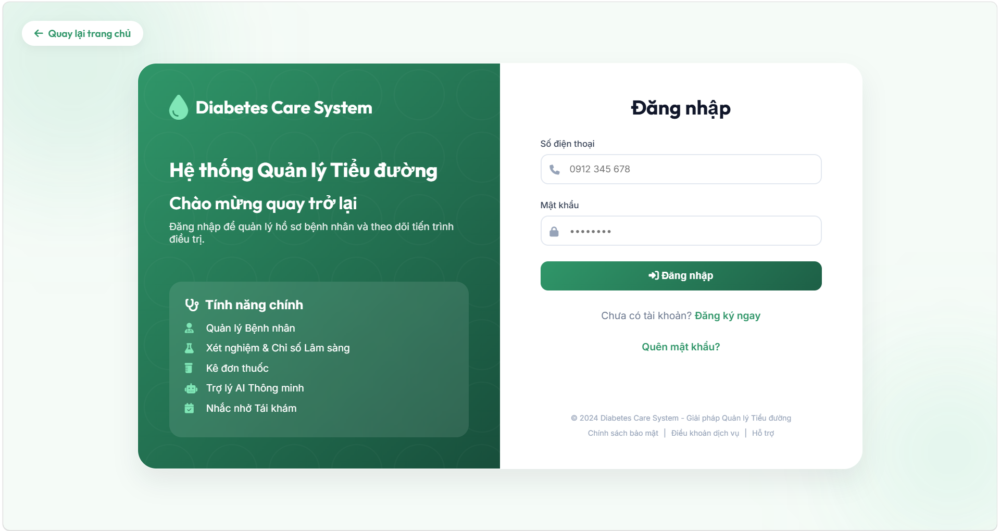 Quay lại trang chủ
Diabetes Care System
Hệ thống Quản lý Tiểu đường
Chào mừng quay trở lại
Đăng nhập để quản lý hồ sơ bệnh nhân và theo dõi tiến trình
điều trị.
Tính năng chính
Quản lý Bệnh nhân
Xét nghiệm & Chỉ số Lâm sàng
Kê đơn thuốc
Trợ lý AI Thông minh
Nhắc nhở Tái khám
Đăng nhập
Số điện thoại
0912 345 678
Mật khẩu
••••••••
Đăng nhập
Chưa có tài khoản? Đăng ký ngay
Quên mật khẩu?
© 2024 Diabetes Care System - Giải pháp Quản lý Tiểu đường
Chính sách bảo mật | Điều khoản dịch vụ | Hỗ trợ